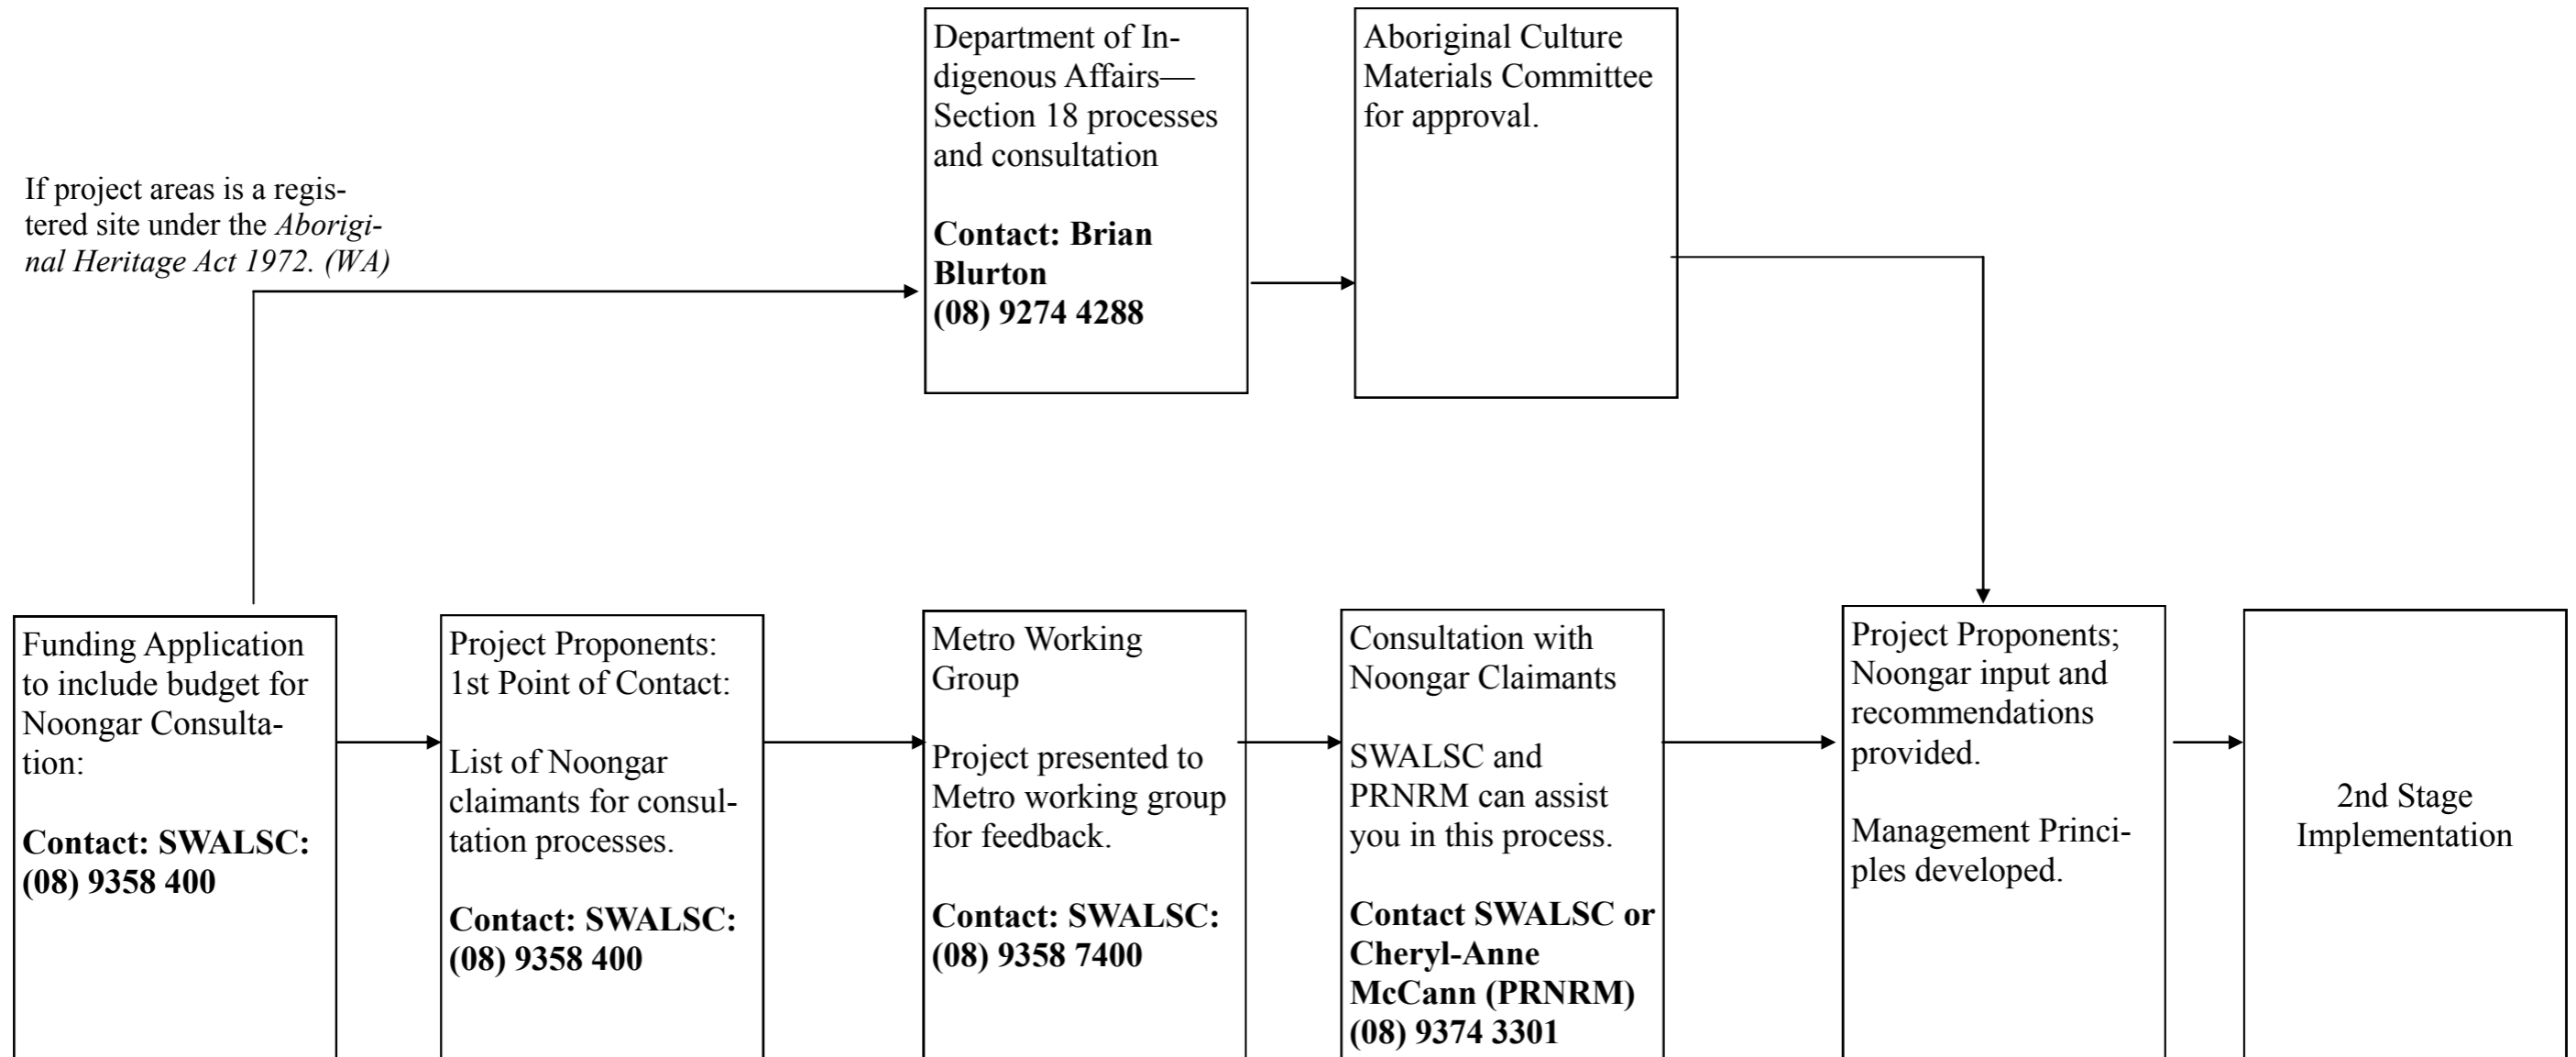 Department of In-
digenous Affairs—
Section 18 processes
and consultation
Contact: Brian
Blurton
(08) 9274 4288
Aboriginal Culture
Materials Committee
for approval.
If project areas is a regis-
tered site under the Aborigi-
nal Heritage Act 1972. (WA)
Funding Application
to include budget for
Noongar Consulta-
tion:
Contact: SWALSC:
(08) 9358 400
Project Proponents:
1st Point of Contact:
List of Noongar
claimants for consul-
tation processes.
Contact: SWALSC:
(08) 9358 400
Metro Working
Group
Project presented to
Metro working group
for feedback.
Contact: SWALSC:
(08) 9358 7400
Consultation with
Noongar Claimants
SWALSC and
PRNRM can assist
you in this process.
Contact SWALSC or
Cheryl-Anne
McCann (PRNRM)
(08) 9374 3301
Project Proponents;
Noongar input and
recommendations
provided.
Management Princi-
ples developed.
2nd Stage
Implementation